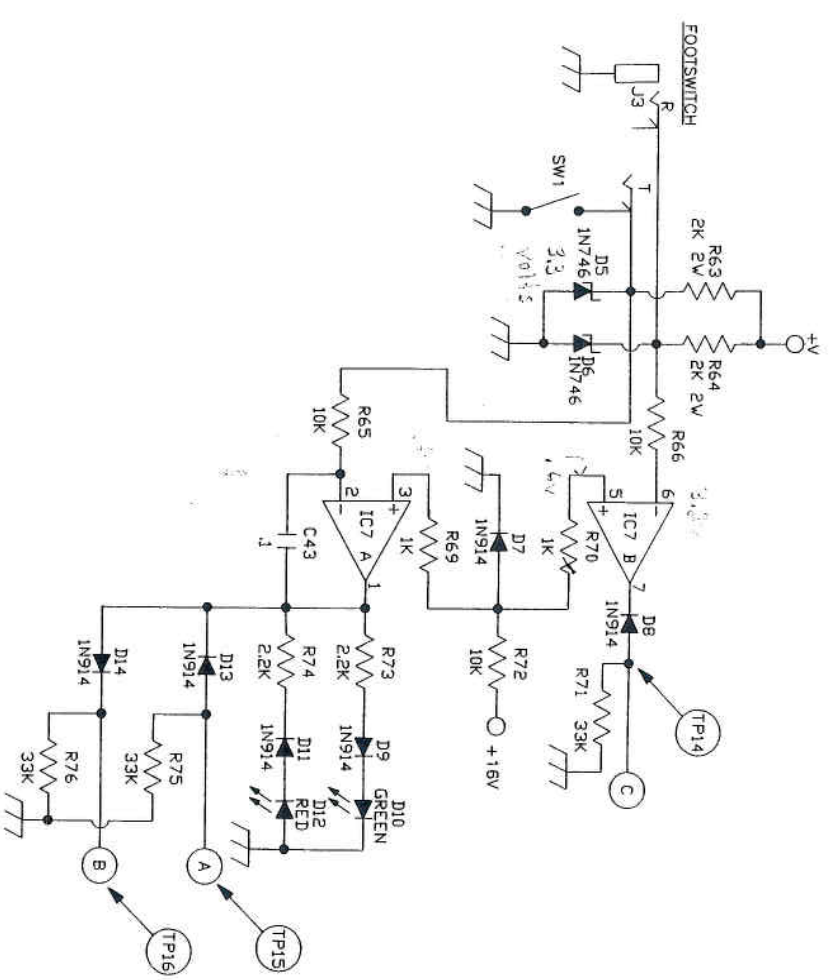 +V
TP14
TP15
TP16
R63
2K 2W
R64
2K 2W
R66
10K
6
5
-
+
IC7 B
7
D8
1N914
R71
33K
C
D5
1N746
D6
1N746
3.3
volts
.6v
R70
1K
D7
1N914
R72
10K
+16V
FOOTSWITCH
J3
R
T
SW1
R69
1K
3
2
+
-
IC7 A
1
R65
10K
C43
.1
R73
2.2K
D9
1N914
D10
GREEN
R74
2.2K
D11
1N914
D12
RED
D13
1N914
R75
33K
A
D14
1N914
R76
33K
B